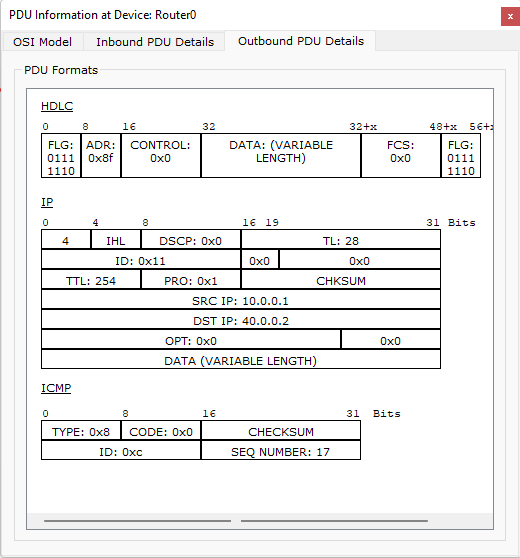 PDU Information at Device: Router0
x
OSI Model Inbound PDU Details Outbound PDU Details
PDU Formats
HDLC
0 8 16 32 32+x 48+x 56+x
FLG: 0111 1110 ADR: 0x8f CONTROL: 0x0 DATA: (VARIABLE LENGTH) FCS: 0x0 FLG: 0111 1110
IP
0 4 8 16 19 31 Bits
4 IHL DSCP: 0x0 TL: 28
ID: 0x11 0x0 0x0
TTL: 254 PRO: 0x1 CHKSUM
SRC IP: 10.0.0.1
DST IP: 40.0.0.2
OPT: 0x0 0x0
DATA (VARIABLE LENGTH)
ICMP
0 8 16 31 Bits
TYPE: 0x8 CODE: 0x0 CHECKSUM
ID: 0xc SEQ NUMBER: 17